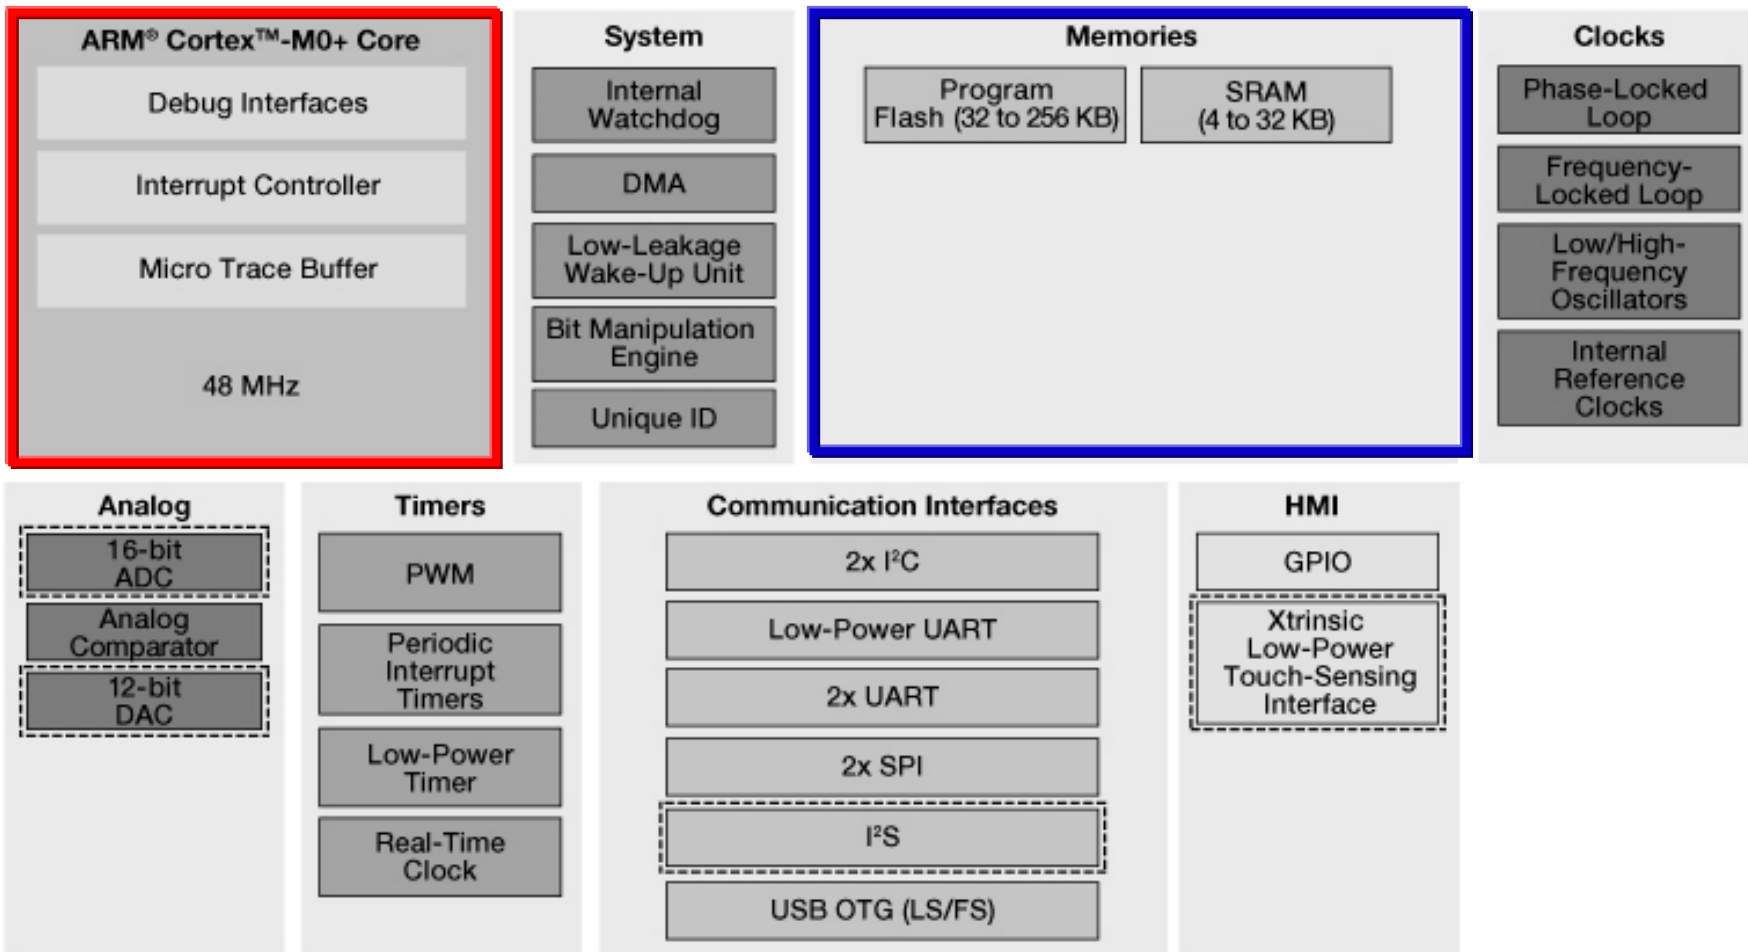 ARM® Cortex™-M0+ Core
Debug Interfaces
Interrupt Controller
Micro Trace Buffer
48 MHz
System
Internal
Watchdog
DMA
Low-Leakage
Wake-Up Unit
Bit Manipulation
Engine
Unique ID
Memories
Program
Flash (32 to 256 KB)
SRAM
(4 to 32 KB)
Clocks
Phase-Locked
Loop
Frequency-
Locked Loop
Low/High-
Frequency
Oscillators
Internal
Reference
Clocks
Analog
16-bit
ADC
Analog
Comparator
12-bit
DAC
Timers
PWM
Periodic
Interrupt
Timers
Low-Power
Timer
Real-Time
Clock
Communication Interfaces
2x I²C
Low-Power UART
2x UART
2x SPI
I²S
USB OTG (LS/FS)
HMI
GPIO
Xtrinsic
Low-Power
Touch-Sensing
Interface